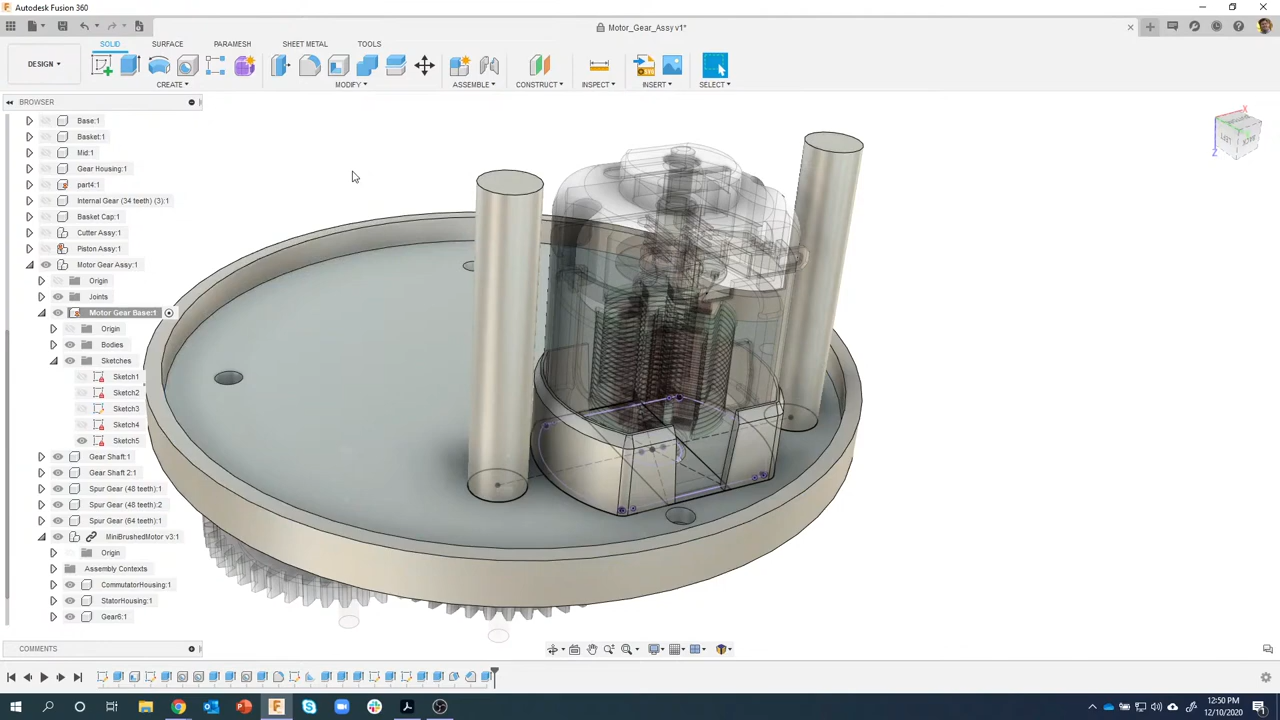 Autodesk Fusion 360
Motor_Gear_Assy v1*
DESIGN
SOLID SURFACE PARAMESH SHEET METAL TOOLS
CREATE MODIFY ASSEMBLE CONSTRUCT INSPECT INSERT SELECT
BROWSER
Base:1
Basket:1
Mid:1
Gear Housing:1
part4:1
Internal Gear (34 teeth) (3):1
Basket Cap:1
Cutter Assy:1
Piston Assy:1
Motor Gear Assy:1
Origin
Joints
Motor Gear Base:1
Origin
Bodies
Sketches
Sketch1
Sketch2
Sketch3
Sketch4
Sketch5
Gear Shaft:1
Gear Shaft 2:1
Spur Gear (48 teeth):1
Spur Gear (48 teeth):2
Spur Gear (64 teeth):1
MiniBrushedMotor v3:1
Origin
Assembly Contexts
CommutatorHousing:1
StatorHousing:1
Gear6:1
COMMENTS
X
Z
LEFT
BACK
12:50 PM
12/10/2020